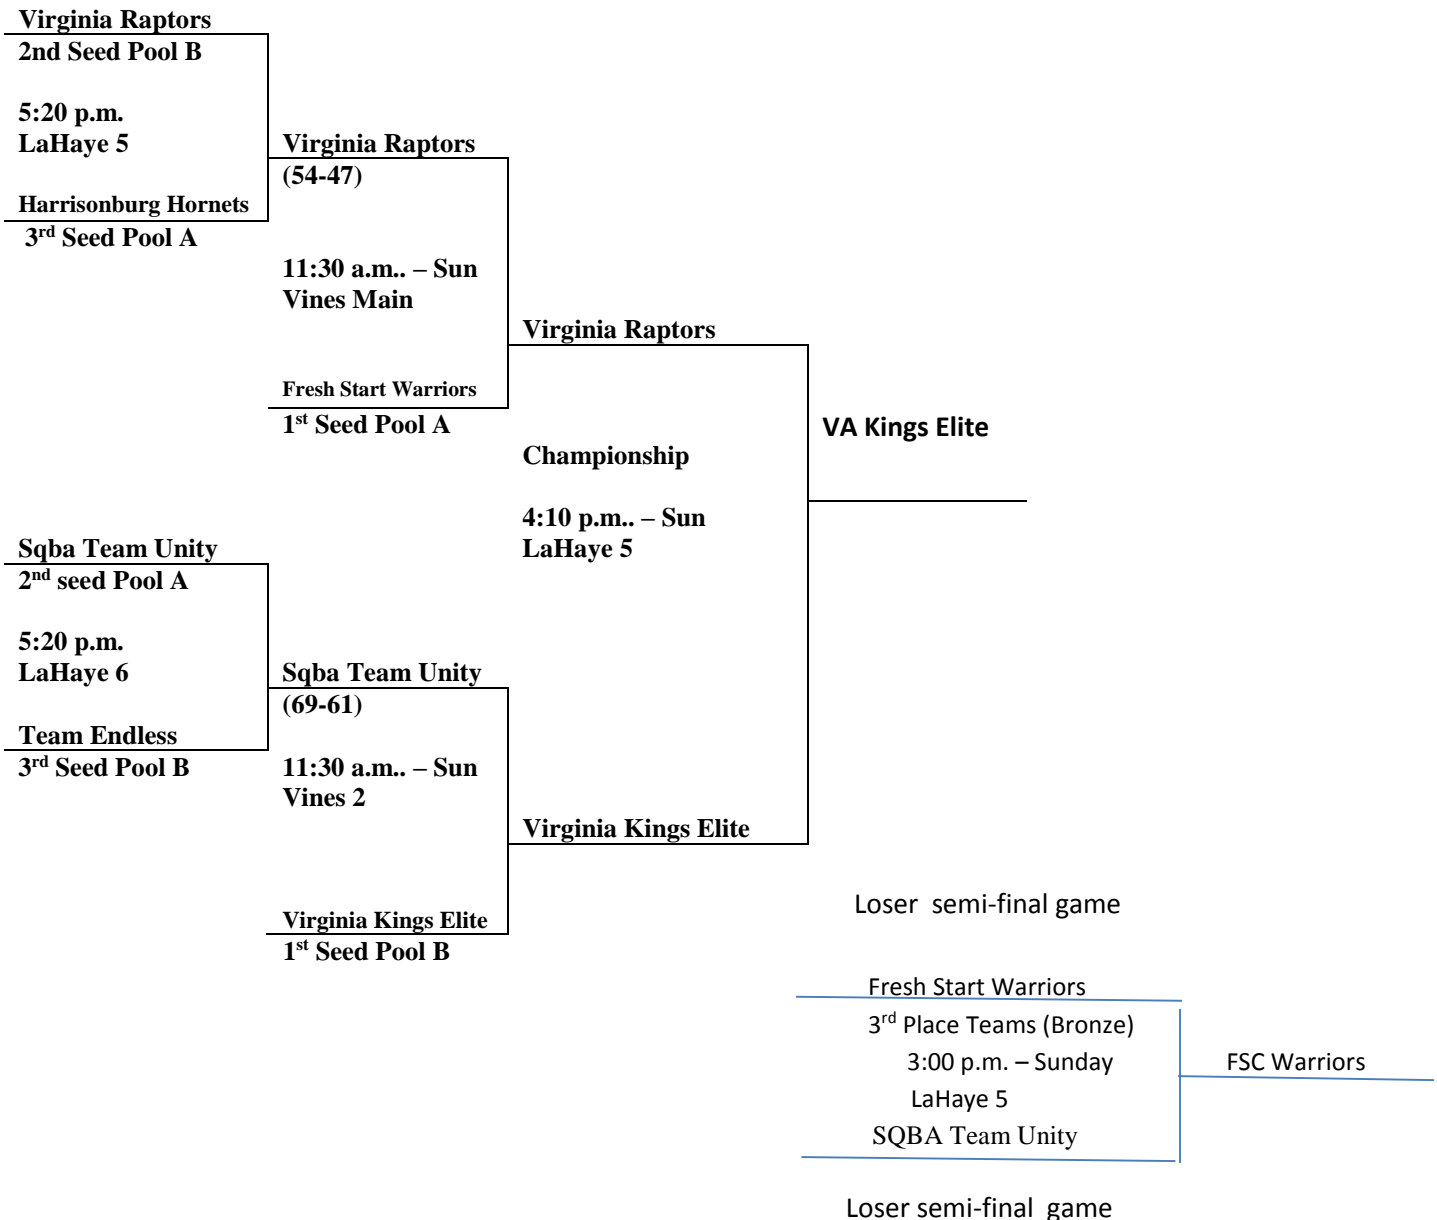 Virginia Raptors
2nd Seed Pool B
5:20 p.m.
LaHaye 5
Harrisonburg Hornets
3rd Seed Pool A
Virginia Raptors
(54-47)
11:30 a.m.. – Sun
Vines Main
Fresh Start Warriors
1st Seed Pool A
Virginia Raptors
Championship
4:10 p.m.. – Sun
LaHaye 5
VA Kings Elite
Sqba Team Unity
2nd seed Pool A
5:20 p.m.
LaHaye 6
Team Endless
3rd Seed Pool B
Sqba Team Unity
(69-61)
11:30 a.m.. – Sun
Vines 2
Virginia Kings Elite
1st Seed Pool B
Virginia Kings Elite
Loser semi-final game
Fresh Start Warriors
3rd Place Teams (Bronze)
3:00 p.m. – Sunday
LaHaye 5
SQBA Team Unity
FSC Warriors
Loser semi-final game